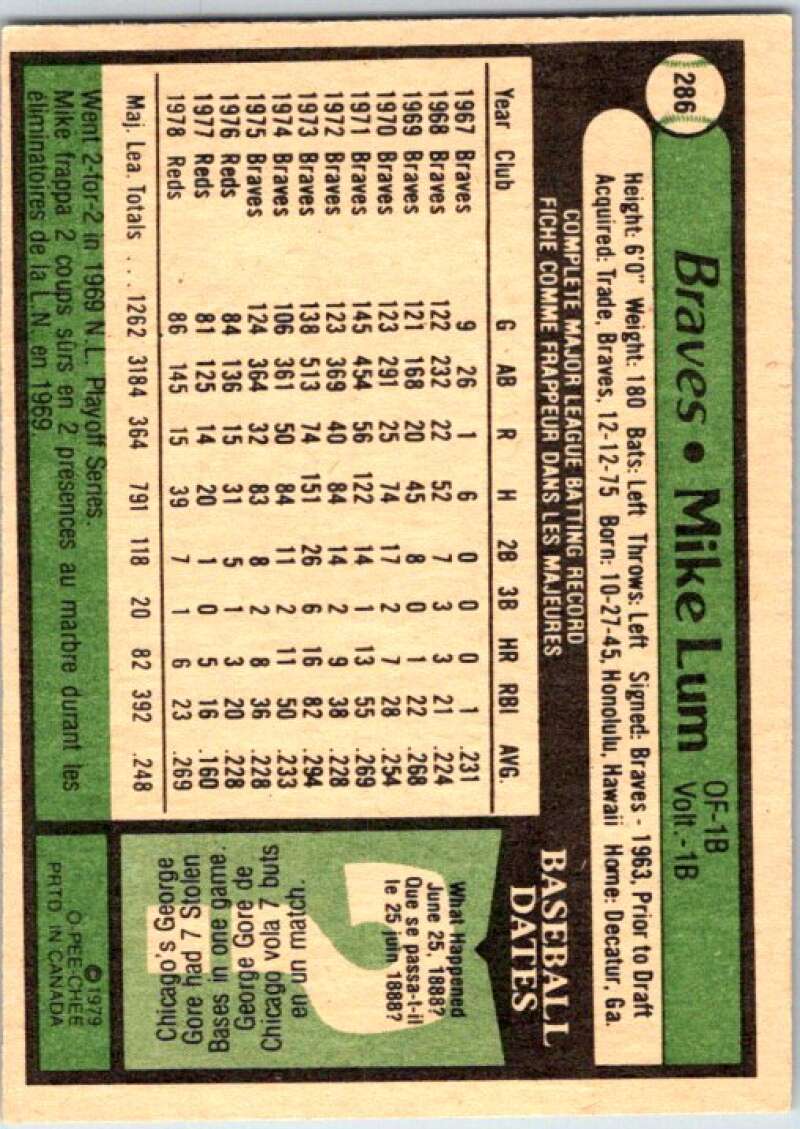 286
Braves • Mike Lum
OF-1B
Volt.-1B
Height: 6'0" Weight: 180 Bats: Left Throws: Left Signed: Braves - 1963, Prior to Draft
Acquired: Trade, Braves, 12-12-75 Born: 10-27-45, Honolulu, Hawaii Home: Decatur, Ga.
COMPLETE MAJOR LEAGUE BATTING RECORD
FICHE COMME FRAPPEUR DANS LES MAJEURES
Year Club G AB R H 2B 3B HR RBI AVG.
1967 Braves 9 26 1 6 0 0 0 1 .231
1968 Braves 122 232 22 52 7 3 3 21 .224
1969 Braves 121 168 20 45 8 0 1 22 .268
1970 Braves 123 291 25 74 17 2 7 28 .254
1971 Braves 145 454 56 122 14 1 13 55 .269
1972 Braves 123 369 40 84 14 2 9 38 .228
1973 Braves 138 513 74 151 26 6 16 82 .294
1974 Braves 106 361 50 84 11 2 11 50 .233
1975 Braves 124 364 32 83 8 2 8 36 .228
1976 Reds 84 136 15 31 5 1 3 20 .228
1977 Reds 81 125 14 20 1 0 5 16 .160
1978 Reds 86 145 15 39 7 1 6 23 .269
Maj. Lea. Totals ... 1262 3184 364 791 118 20 82 392 .248
Went 2-for-2 in 1969 N.L. Playoff Series.
Mike frappa 2 coups sûrs en 2 présences au marbre durant les
éliminatoires de la L.N. en 1969.
BASEBALL
DATES
What Happened
June 25, 1888?
Que se passa-t-il
le 25 juin 1888?
Chicago's George
Gore had 7 Stolen
Bases in one game.
George Gore de
Chicago vola 7 buts
en un match.
© 1979
O-PEE-CHEE
PRTD. IN CANADA